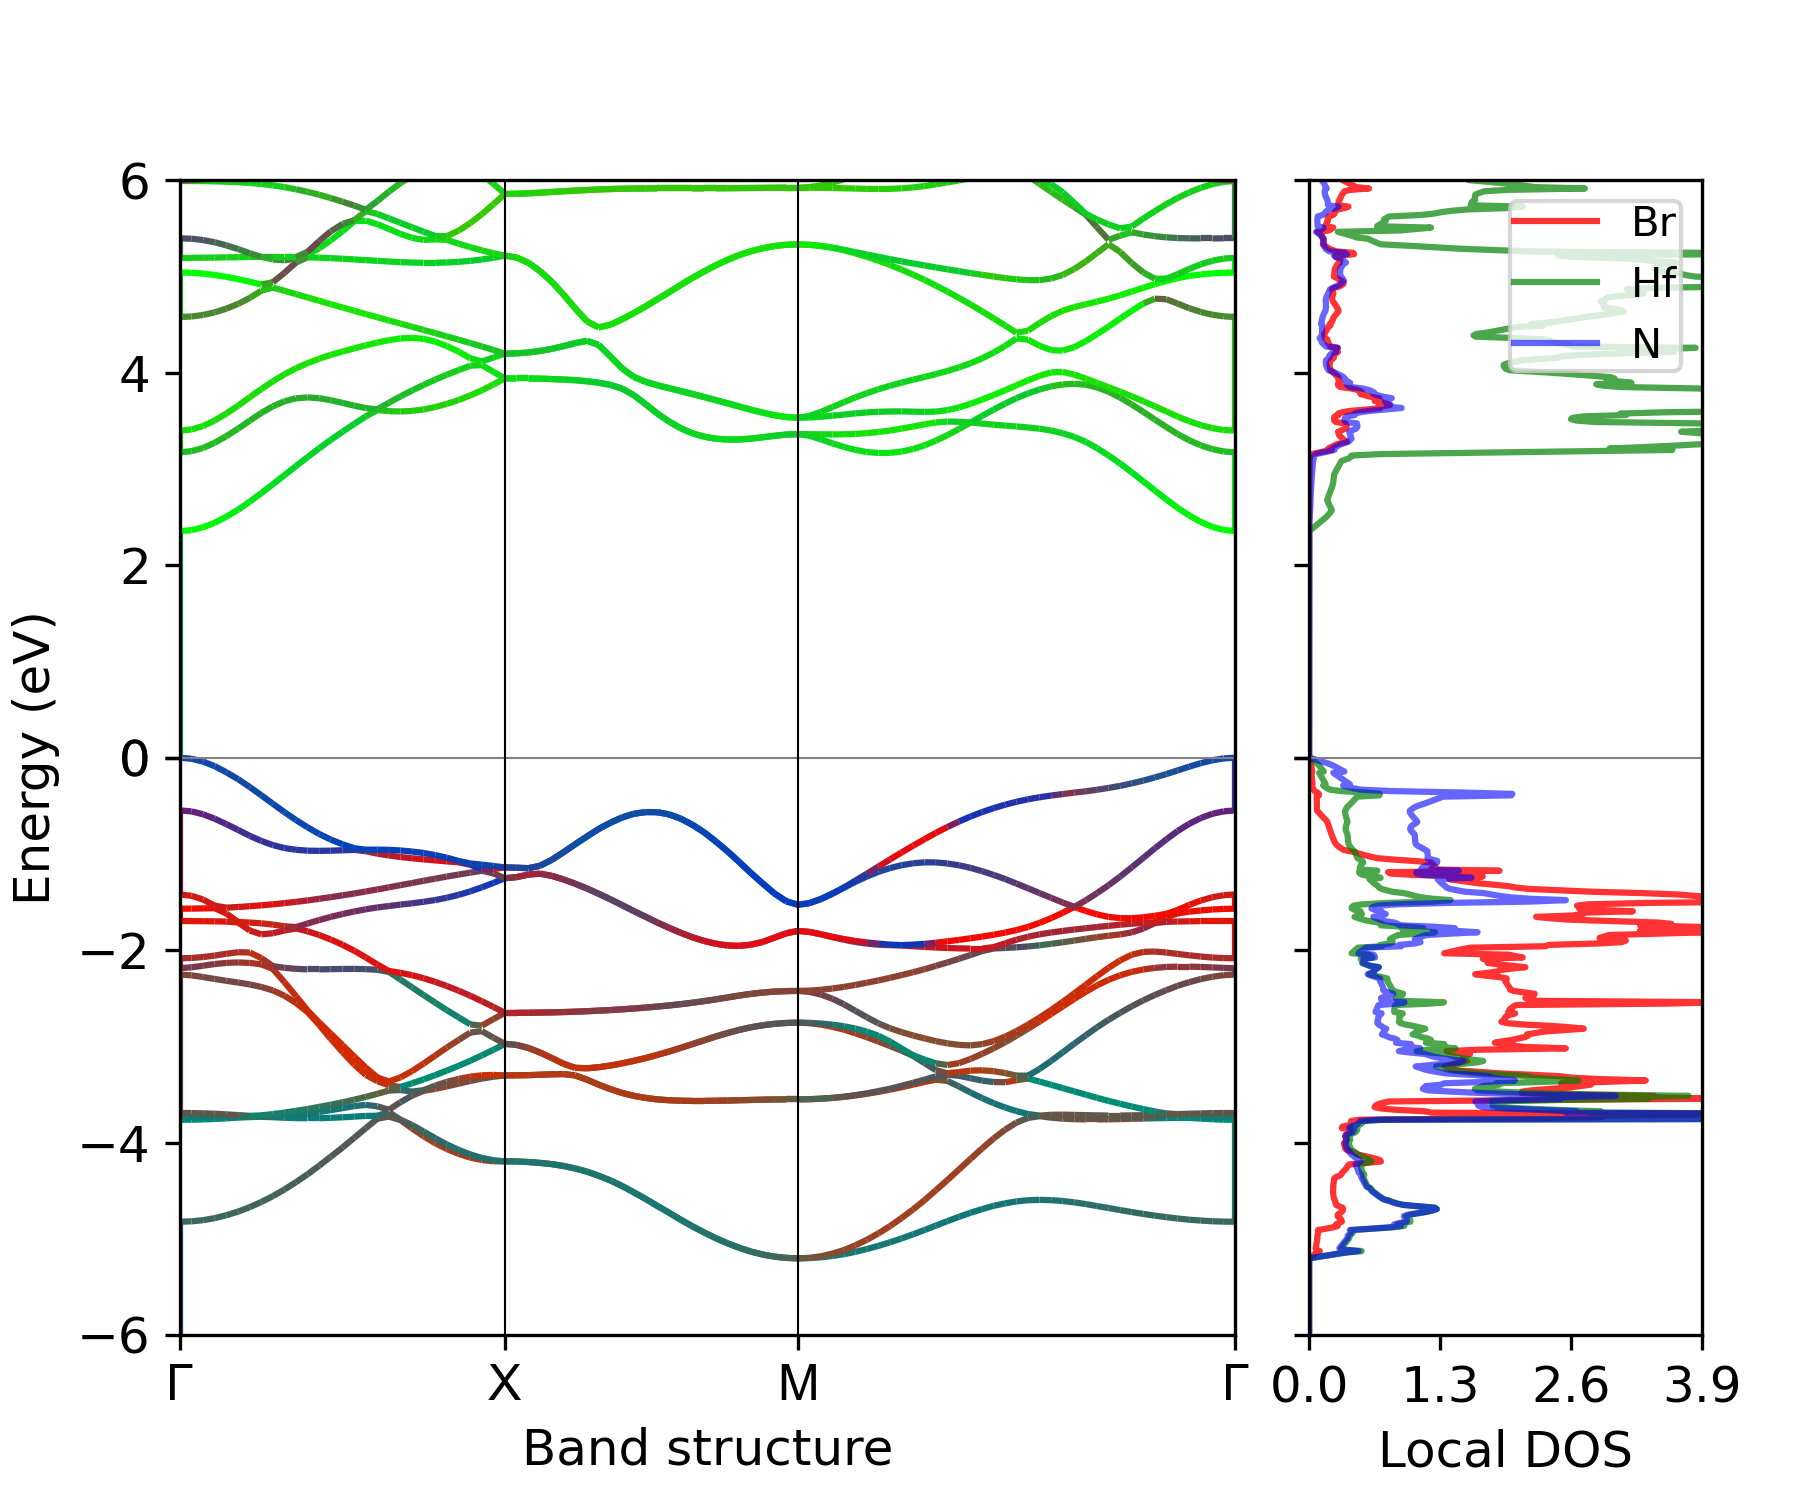 Energy (eV)
6
4
2
0
−2
−4
−6
Γ
X
M
Γ
Band structure
Br
Hf
N
0.0
1.3
2.6
3.9
Local DOS